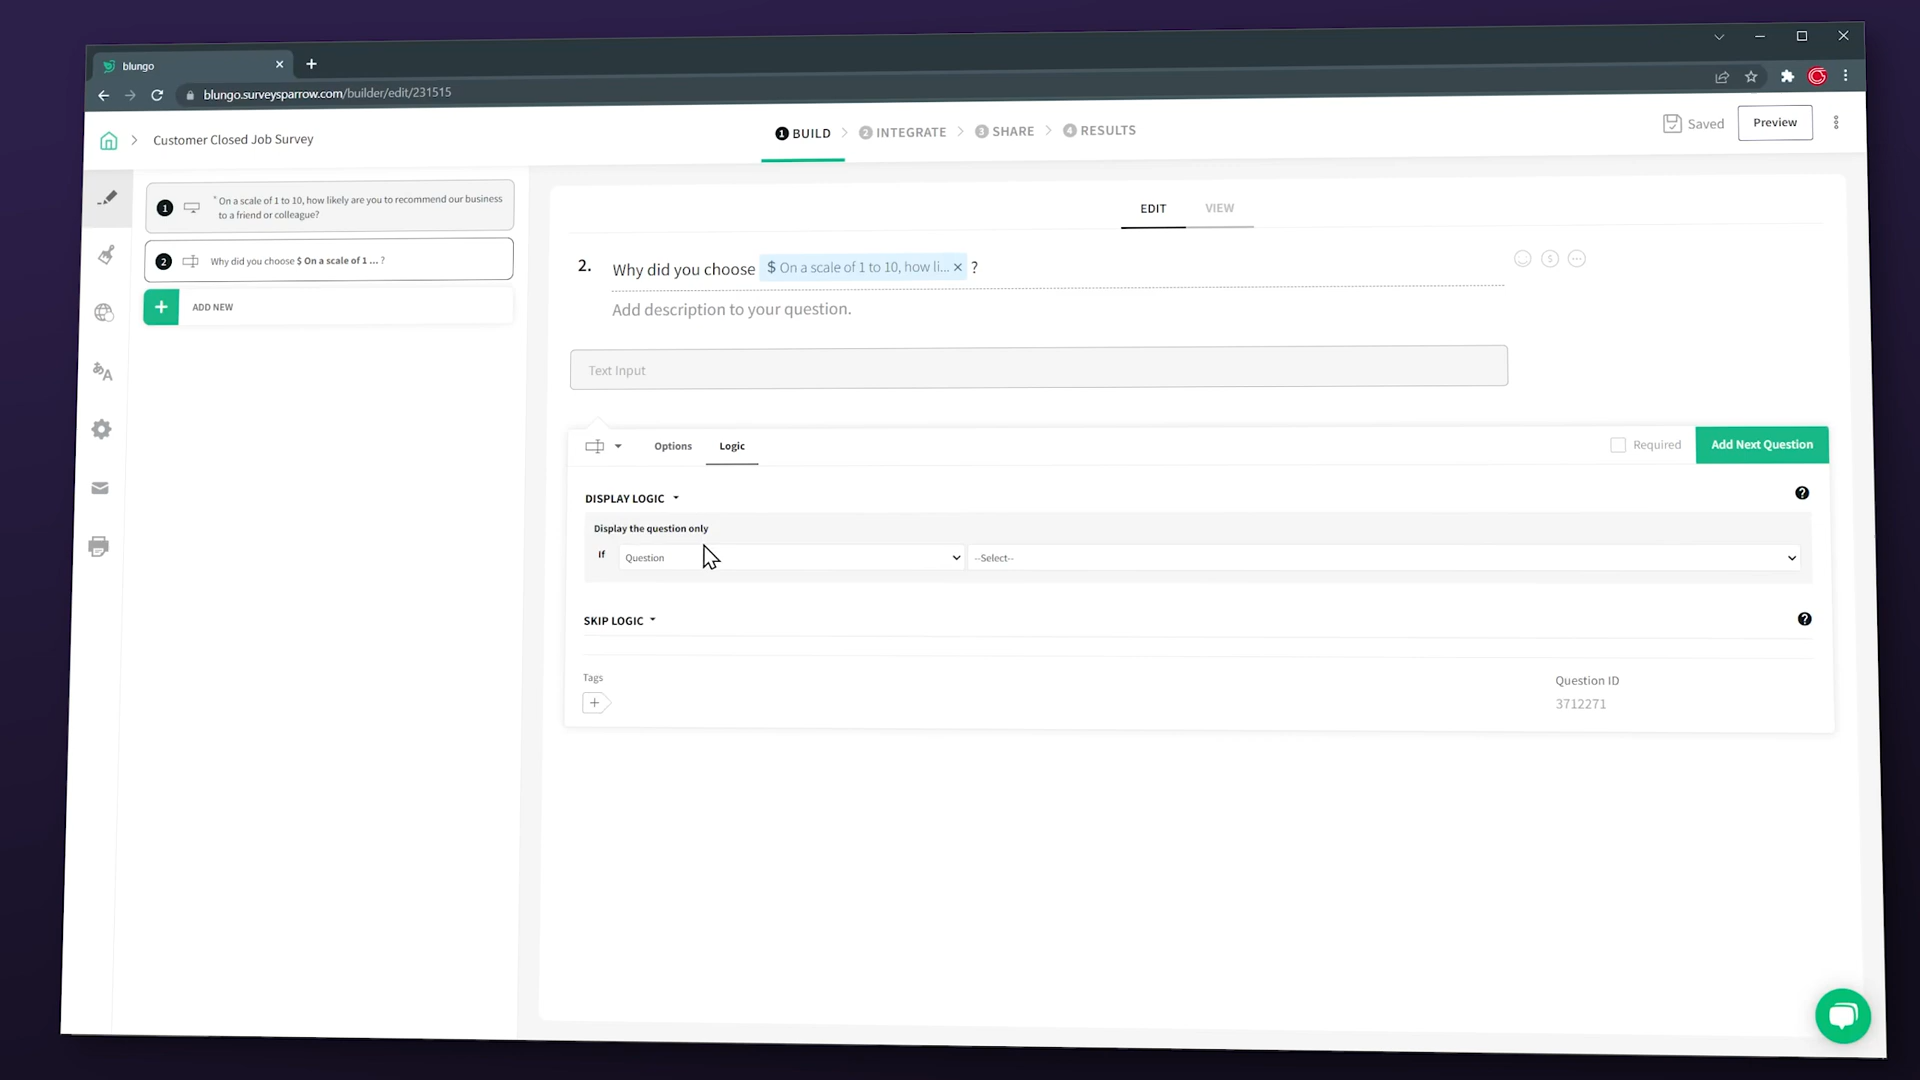 blungo
blungo.surveysparrow.com/builder/edit/231515
Customer Closed Job Survey
1 BUILD
2 INTEGRATE
3 SHARE
4 RESULTS
Saved
Preview
1 * On a scale of 1 to 10, how likely are you to recommend our business
to a friend or colleague?
2 Why did you choose $ On a scale of 1 ... ?
+ ADD NEW
EDIT
VIEW
2. Why did you choose $ On a scale of 1 to 10, how li... × ?
Add description to your question.
Text Input
Options
Logic
Required
Add Next Question
DISPLAY LOGIC
Display the question only
If
Question
--Select--
SKIP LOGIC
Tags
Question ID
3712271